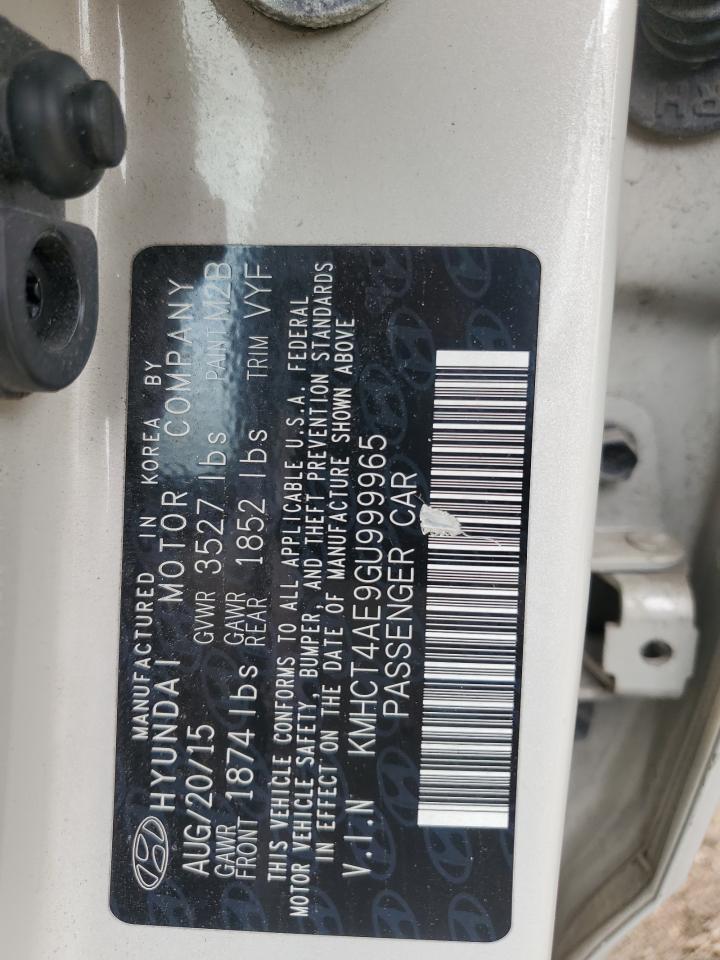 MANUFACTURED IN KOREA BY
HYUNDAI MOTOR COMPANY
AUG/20/15 GVWR 3527 lbs PAINT M2B
GAWR FRONT 1874 lbs GAWR REAR 1852 lbs TRIM VYF
THIS VEHICLE CONFORMS TO ALL APPLICABLE U.S.A. FEDERAL
MOTOR VEHICLE SAFETY, BUMPER, AND THEFT PREVENTION STANDARDS
IN EFFECT ON THE DATE OF MANUFACTURE SHOWN ABOVE
V.I.N KMHCT4AE9GU999965
PASSENGER CAR
RH